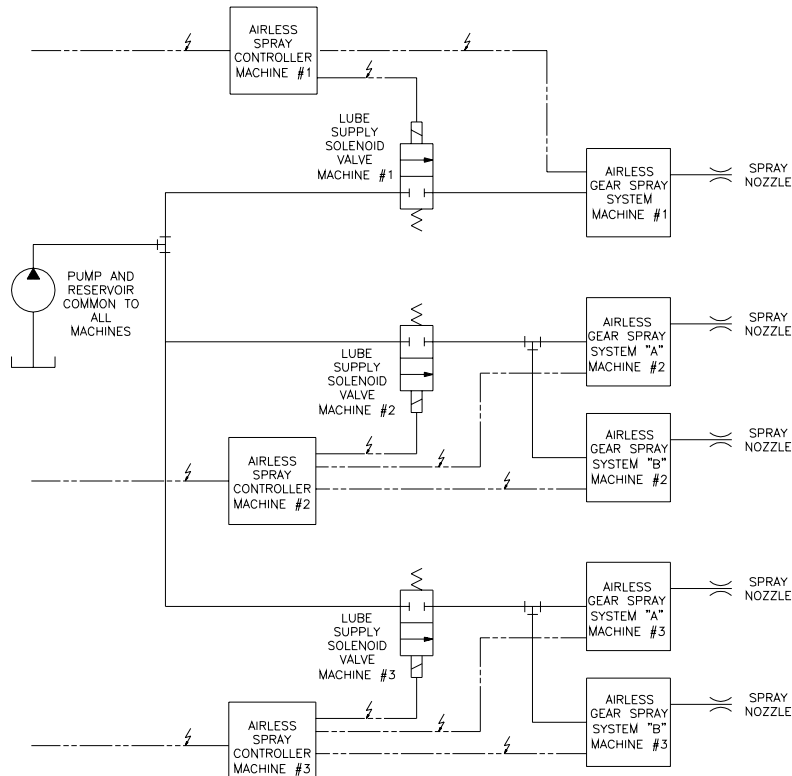 AIRLESS
SPRAY
CONTROLLER
MACHINE #1
LUBE
SUPPLY
SOLENOID
VALVE
MACHINE #1
AIRLESS
GEAR SPRAY
SYSTEM
MACHINE #1
SPRAY
NOZZLE
PUMP AND
RESERVOIR
COMMON TO
ALL
MACHINES
LUBE
SUPPLY
SOLENOID
VALVE
MACHINE #2
AIRLESS
GEAR SPRAY
SYSTEM "A"
MACHINE #2
SPRAY
NOZZLE
AIRLESS
GEAR SPRAY
SYSTEM "B"
MACHINE #2
SPRAY
NOZZLE
AIRLESS
SPRAY
CONTROLLER
MACHINE #2
LUBE
SUPPLY
SOLENOID
VALVE
MACHINE #3
AIRLESS
GEAR SPRAY
SYSTEM "A"
MACHINE #3
SPRAY
NOZZLE
AIRLESS
GEAR SPRAY
SYSTEM "B"
MACHINE #3
SPRAY
NOZZLE
AIRLESS
SPRAY
CONTROLLER
MACHINE #3